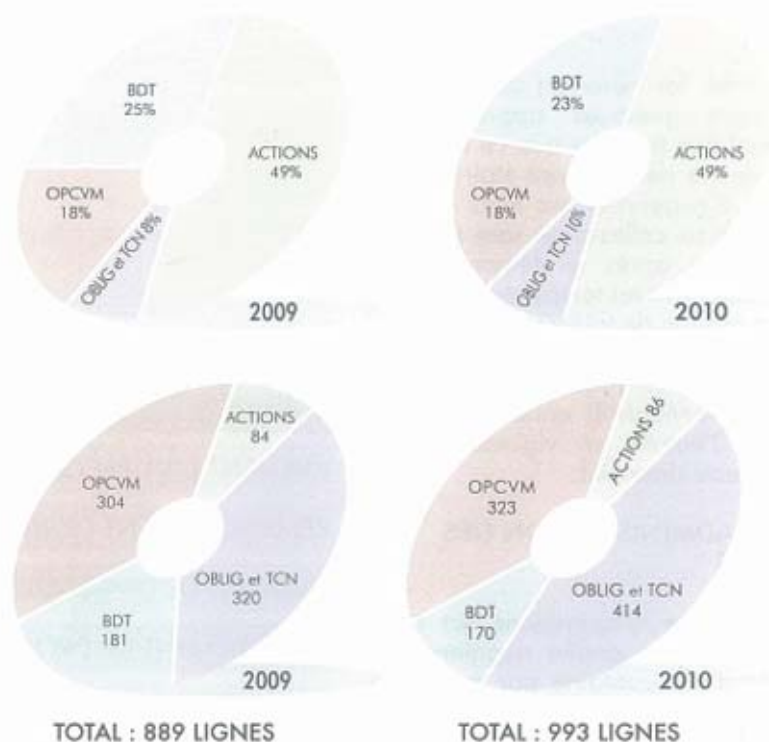 BDT
25%
ACTIONS
49%
OPCVM
18%
OBLIG et TCN 8%
2009
BDT
23%
ACTIONS
49%
OPCVM
18%
OBLIG et TCN 10%
2010
ACTIONS
84
OPCVM
304
OBLIG et TCN
320
BDT
181
2009
TOTAL : 889 LIGNES
ACTIONS 86
OPCVM
323
OBLIG et TCN
414
BDT
170
2010
TOTAL : 993 LIGNES